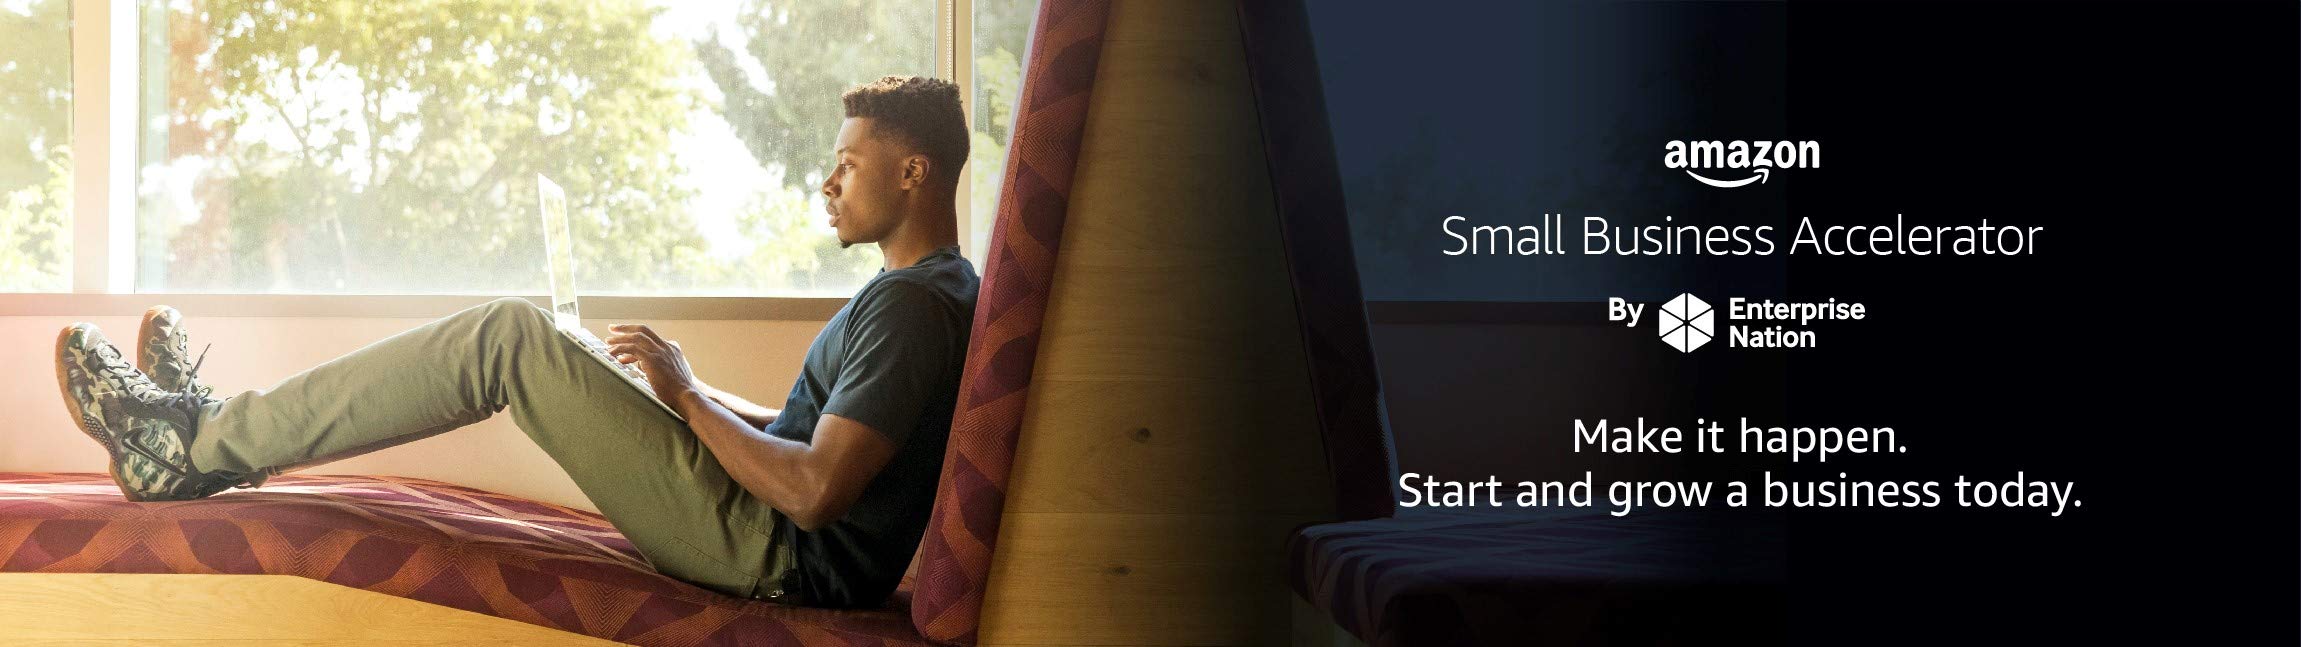 amazon
Small Business Accelerator
By Enterprise
Nation
Make it happen.
Start and grow a business today.